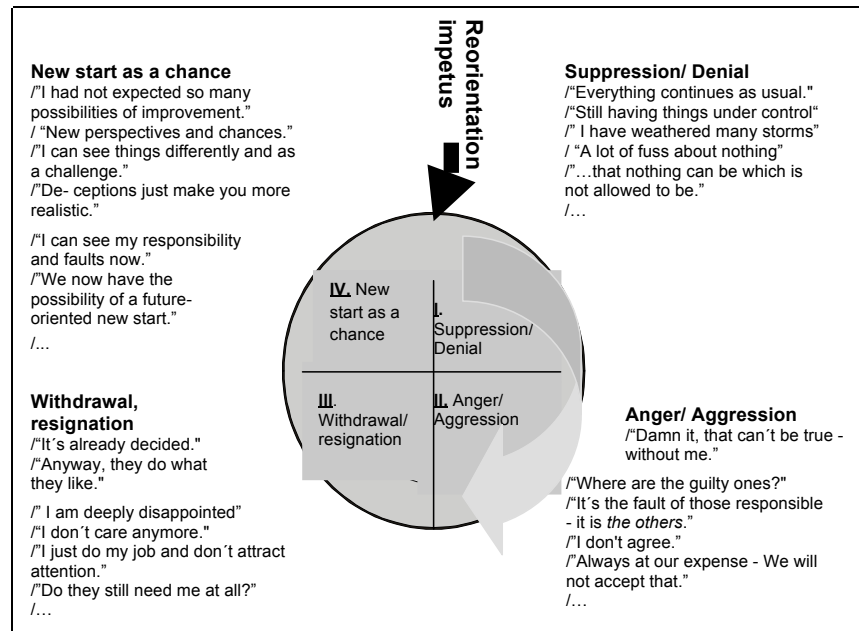 Reorientation
impetus
New start as a chance
/”I had not expected so many
possibilities of improvement.”
/ “New perspectives and chances.”
/”I can see things differently and as
a challenge.”
/”De- ceptions just make you more
realistic.”
/“I can see my responsibility
and faults now.”
/”We now have the
possibility of a future-
oriented new start.”
/...
Suppression/ Denial
/“Everything continues as usual."
/“Still having things under control“
/” I have weathered many storms”
/ “A lot of fuss about nothing”
/”…that nothing can be which is
not allowed to be.”
/…
IV. New
start as a
chance
I.
Suppression/
Denial
III.
Withdrawal/
resignation
II. Anger/
Aggression
Withdrawal,
resignation
/“It´s already decided."
/“Anyway, they do what
they like."
/” I am deeply disappointed”
/“I don´t care anymore."
/”I just do my job and don´t attract
attention.”
/”Do they still need me at all?”
/…
Anger/ Aggression
/“Damn it, that can´t be true -
without me.”
/“Where are the guilty ones?"
/“It´s the fault of those responsible
- it is the others.”
/”I don't agree.”
/”Always at our expense - We will
not accept that.”
/…